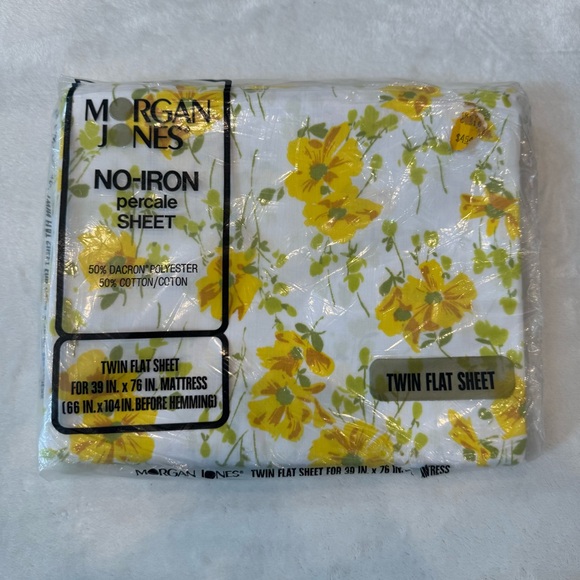 MORGAN
JONES
NO-IRON
percale
SHEET
50% DACRON® POLYESTER
50% COTTON/COTON
TWIN FLAT SHEET
FOR 39 IN. x 76 IN. MATTRESS
(66 IN. x 104 IN. BEFORE HEMMING)
TWIN FLAT SHEET
MORGAN JONES® TWIN FLAT SHEET FOR 39 IN. x 76 IN.